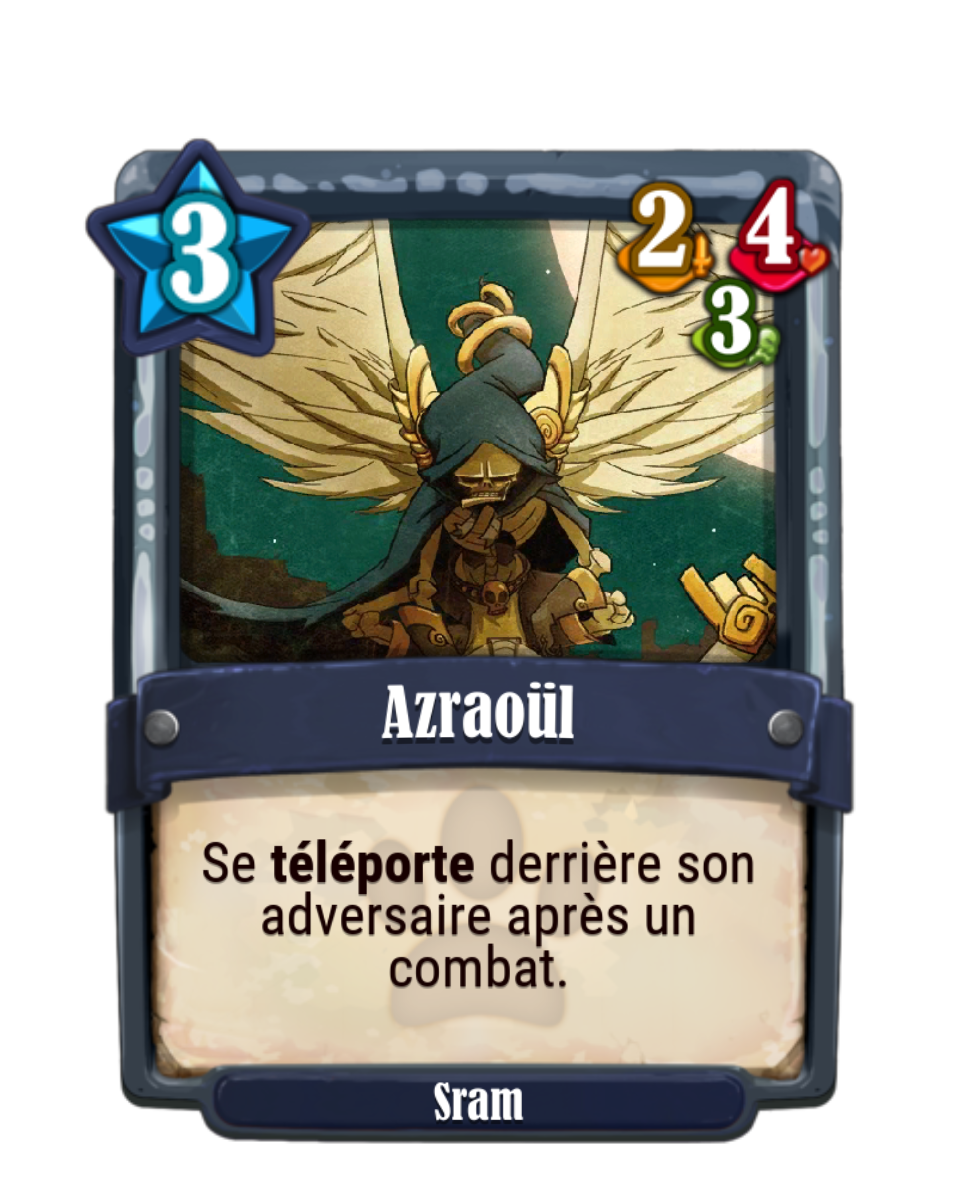 3
2
4
3
Azraoül
Se téléporte derrière son
adversaire après un
combat.
Sram